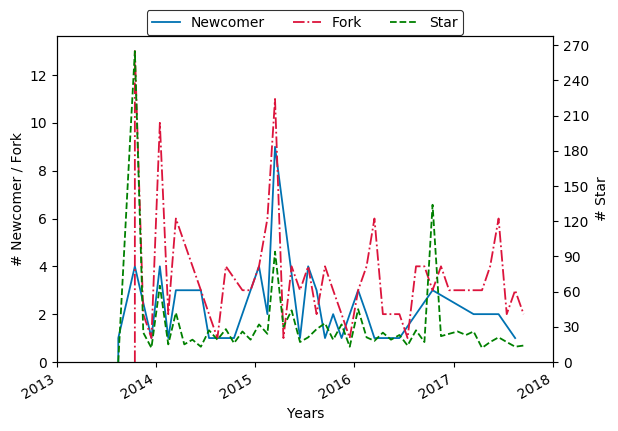 Newcomer Fork Star
# Newcomer / Fork
0 2 4 6 8 10 12
# Star
0 30 60 90 120 150 180 210 240 270
2013 2014 2015 2016 2017 2018
Years